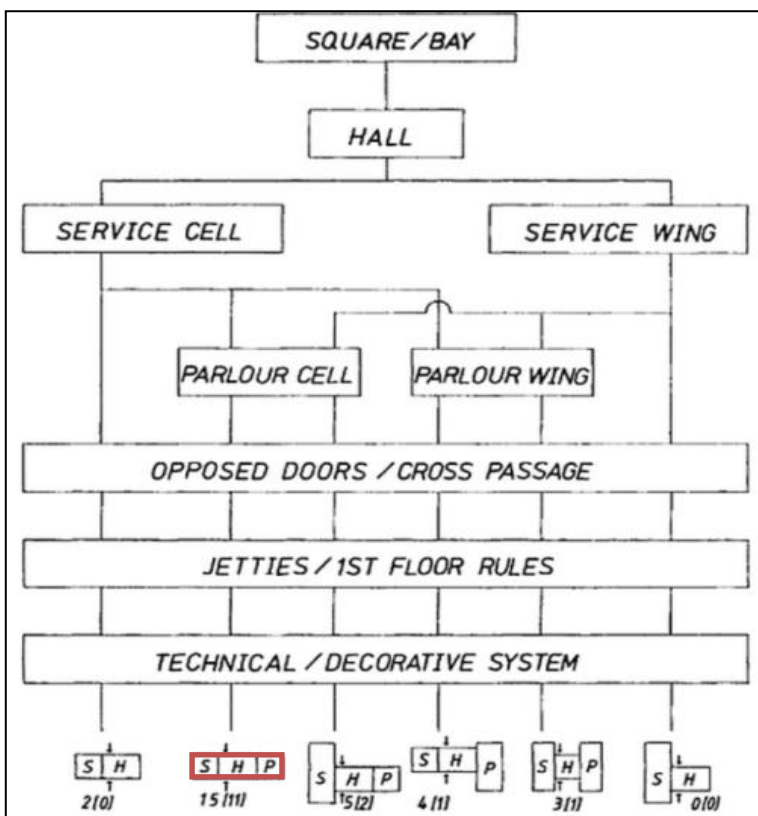 SQUARE/BAY
HALL
SERVICE CELL SERVICE WING
PARLOUR CELL PARLOUR WING
OPPOSED DOORS / CROSS PASSAGE
JETTIES / 1ST FLOOR RULES
TECHNICAL / DECORATIVE SYSTEM
S H S H P S H P S H P S H P S H
2[0] 15[11] 5[2] 4[1] 3[1] 0[0]